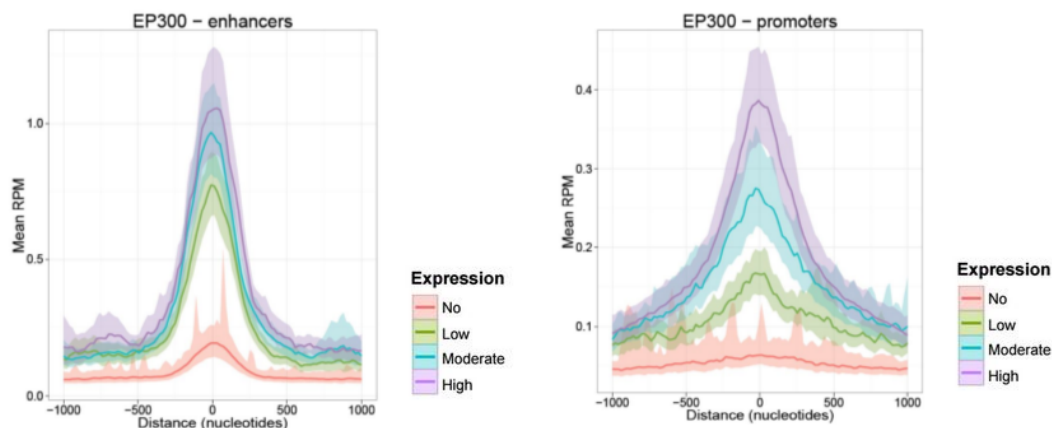 EP300 – enhancers
Mean RPM
1.0
0.5
0.0
−1000 −500 0 500 1000
Distance (nucleotides)
Expression
No
Low
Moderate
High
EP300 – promoters
Mean RPM
0.4
0.3
0.2
0.1
−1000 −500 0 500 1000
Distance (nucleotides)
Expression
No
Low
Moderate
High